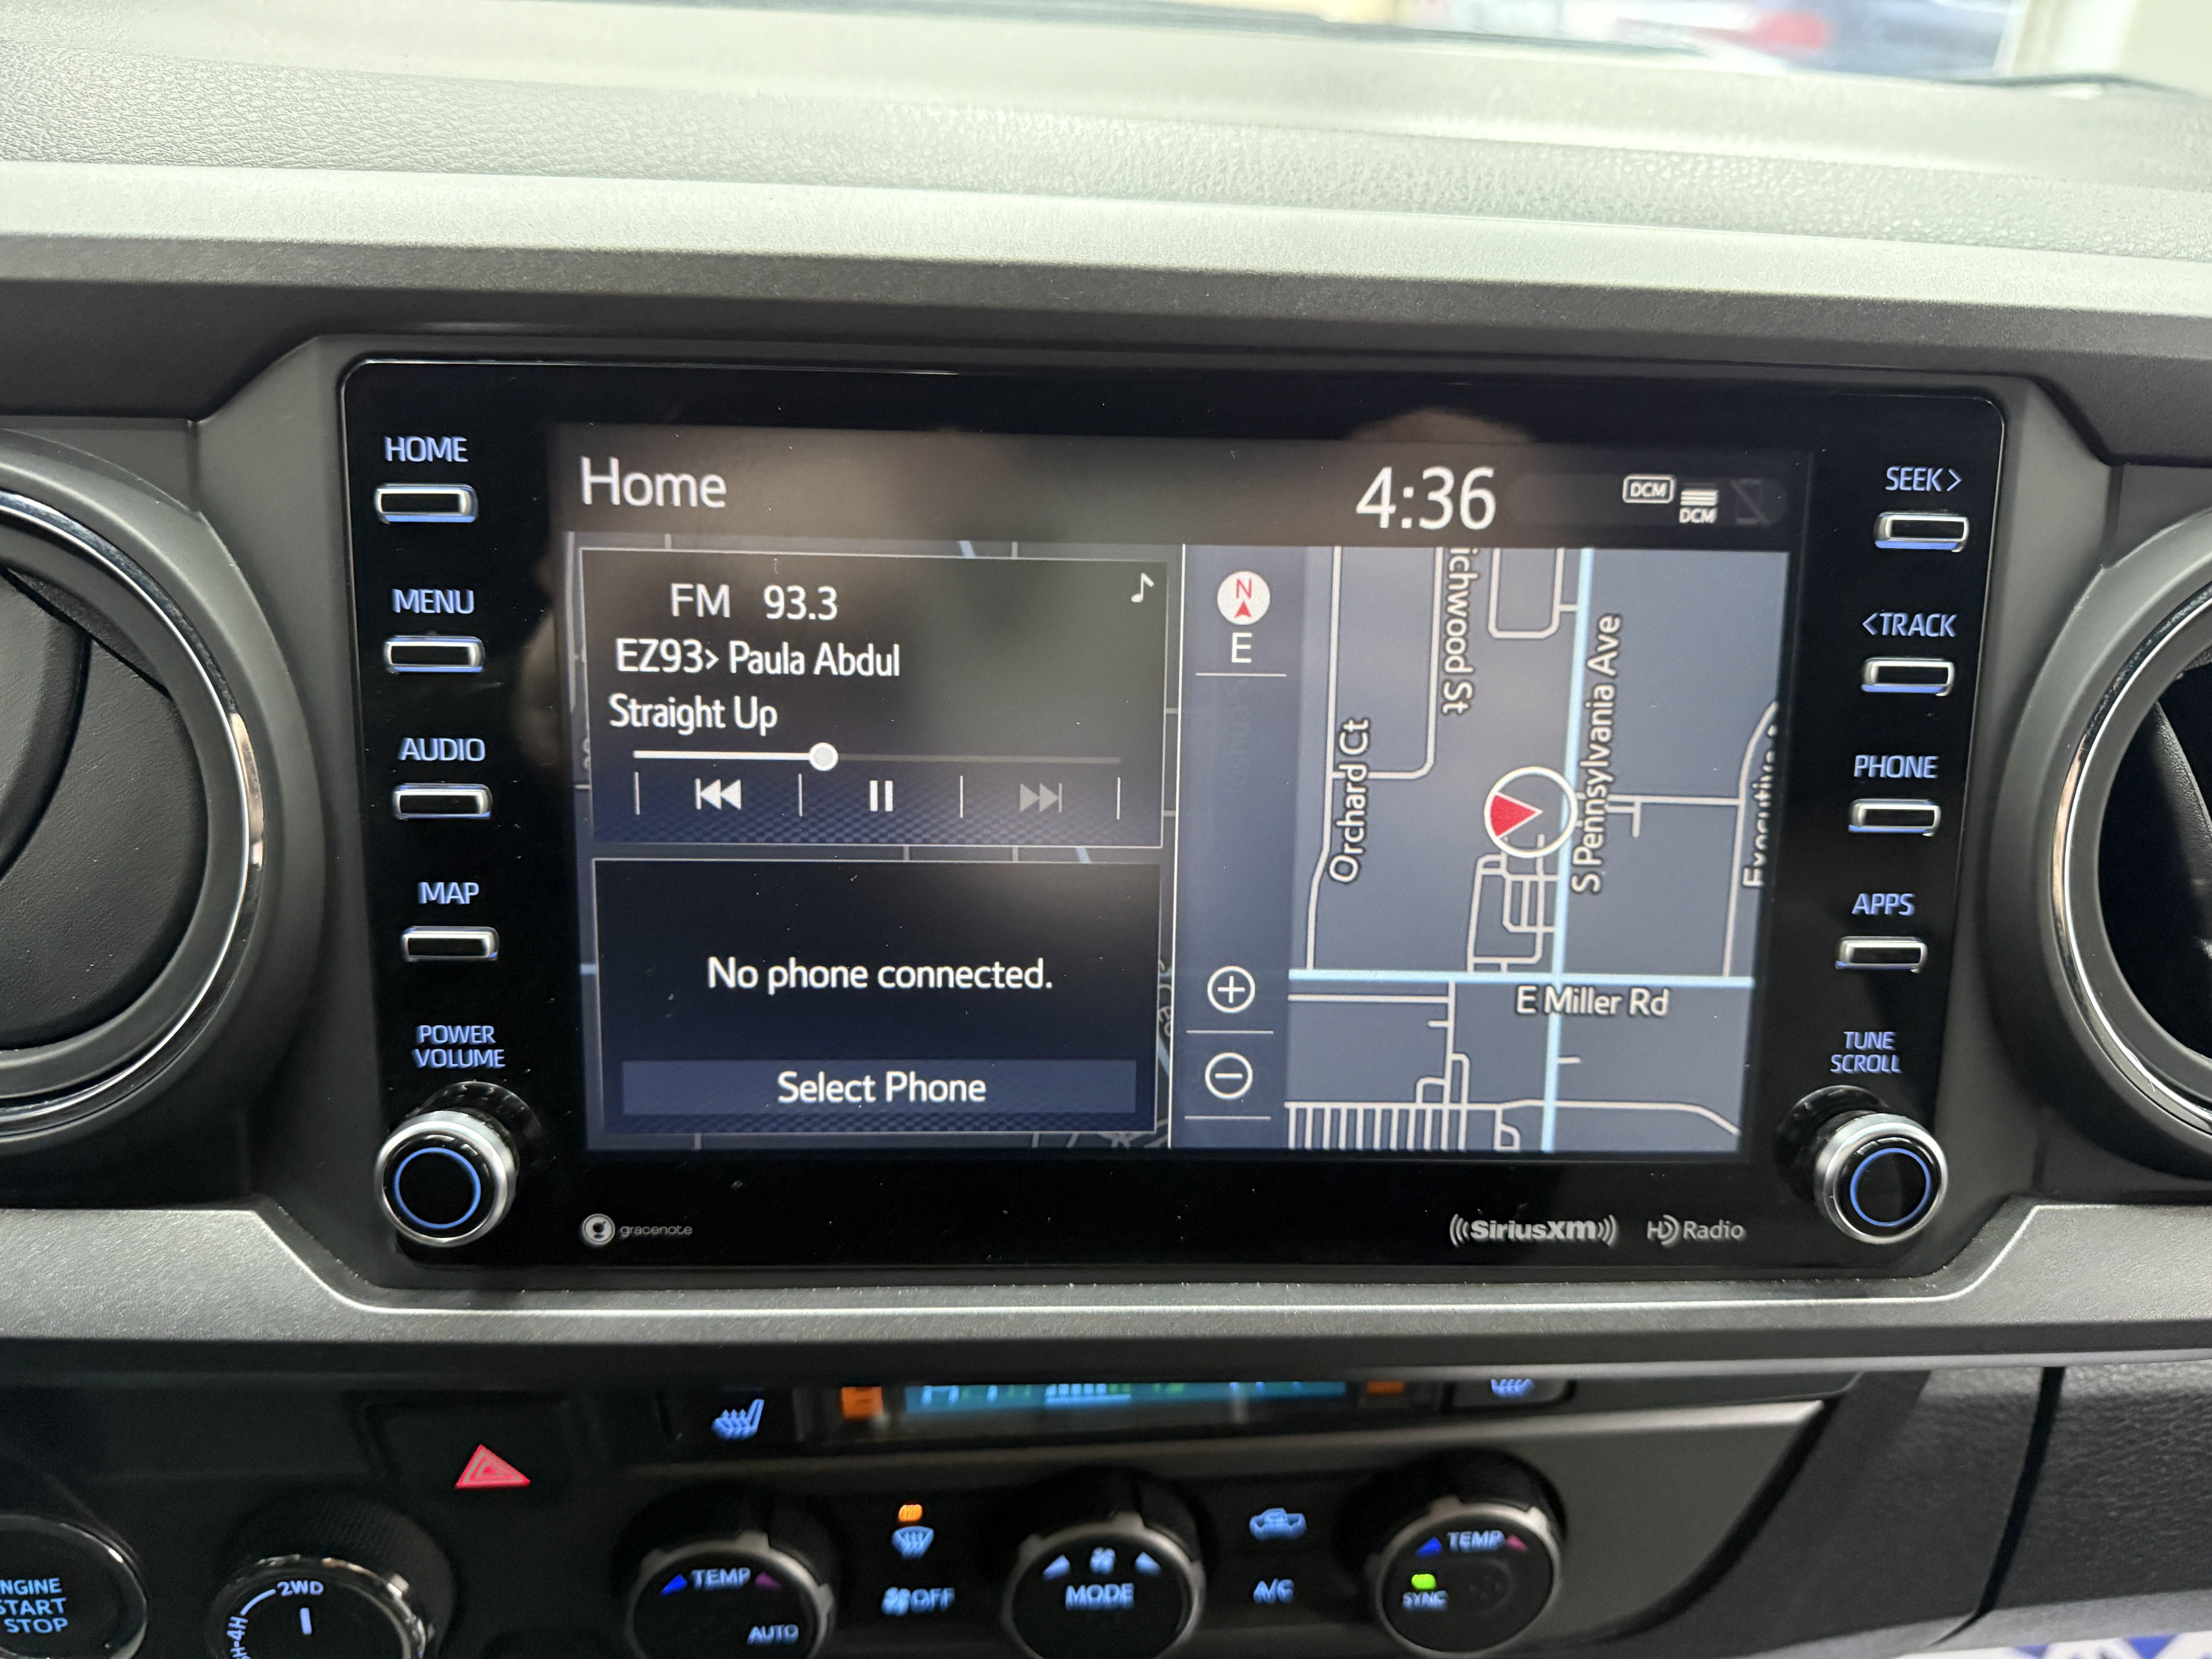 HOME
MENU
AUDIO
MAP
POWER
VOLUME
Home
4:36
DCM
DCM
FM 93.3
EZ93> Paula Abdul
Straight Up
No phone connected.
Select Phone
N
E
ichwood St
Orchard Ct
S Pennsylvania Ave
E Miller Rd
SEEK>
<TRACK
PHONE
APPS
TUNE
SCROLL
gracenote
((SiriusXM))
HD Radio
NGINE
START
STOP
2WD
TEMP
AUTO
OFF
MODE
A/C
TEMP
SYNC